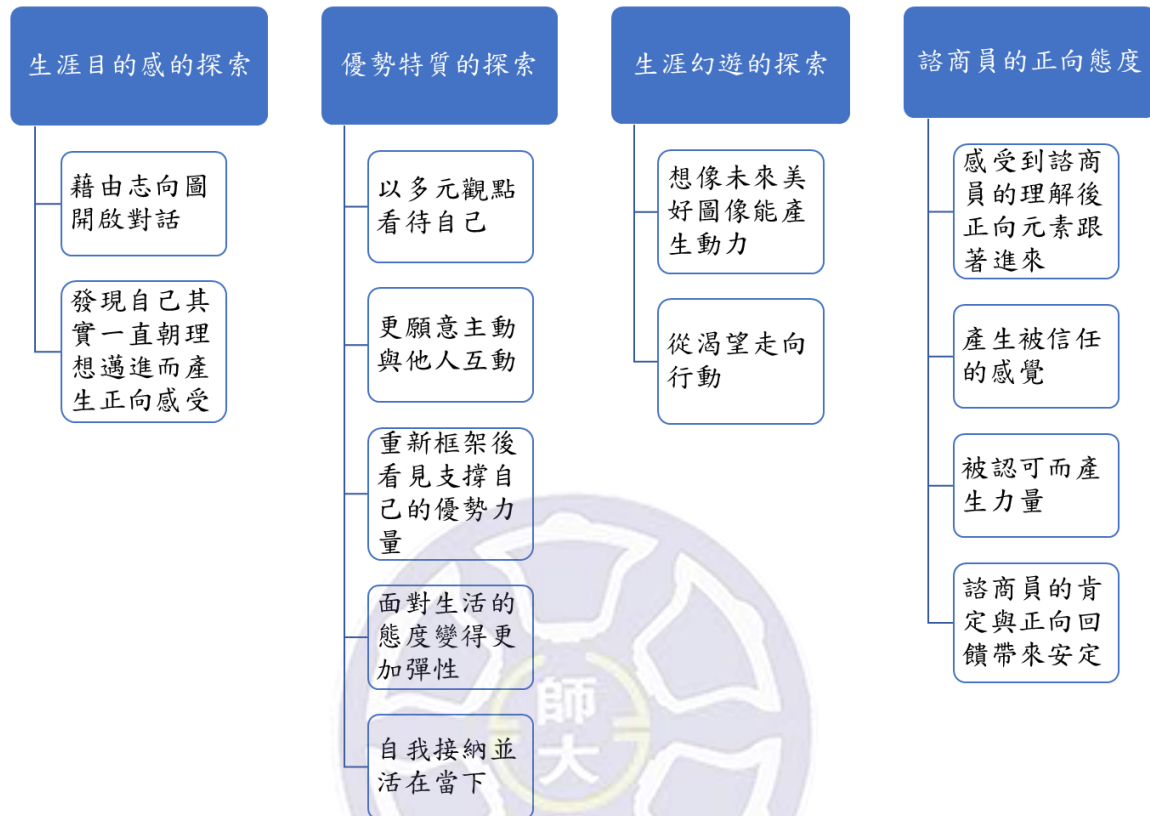 生涯目的感的探索
藉由志向圖
開啟對話
發現自己其
實一直朝理
想邁進而產
生正向感受
優勢特質的探索
以多元觀點
看待自己
更願意主動
與他人互動
重新框架後
看見支撐自
己的優勢力
量
面對生活的
態度變得更
加彈性
自我接納並
活在當下
生涯幻遊的探索
想像未來美
好圖像能產
生動力
從渴望走向
行動
諮商員的正向態度
感受到諮商
員的理解後
正向元素跟
著進來
產生被信任
的感覺
被認可而產
生力量
諮商員的肯
定與正向回
饋帶來安定
師
大